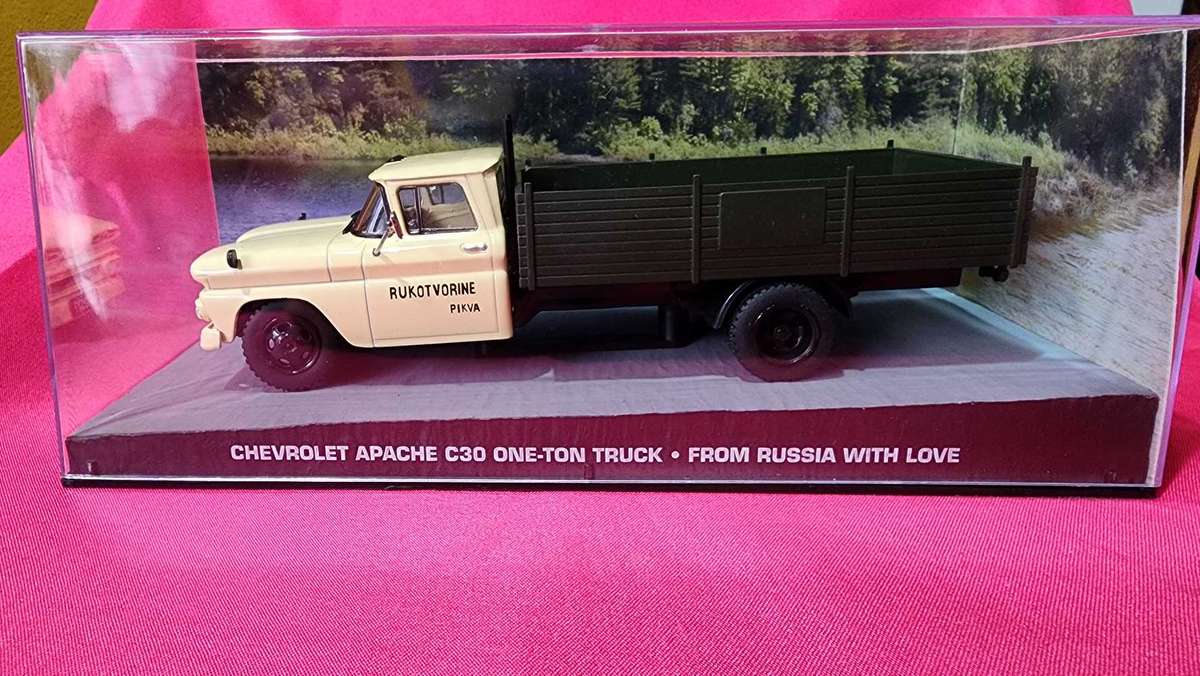 RUKOTVORINE
PIKVA
CHEVROLET APACHE C30 ONE-TON TRUCK • FROM RUSSIA WITH LOVE